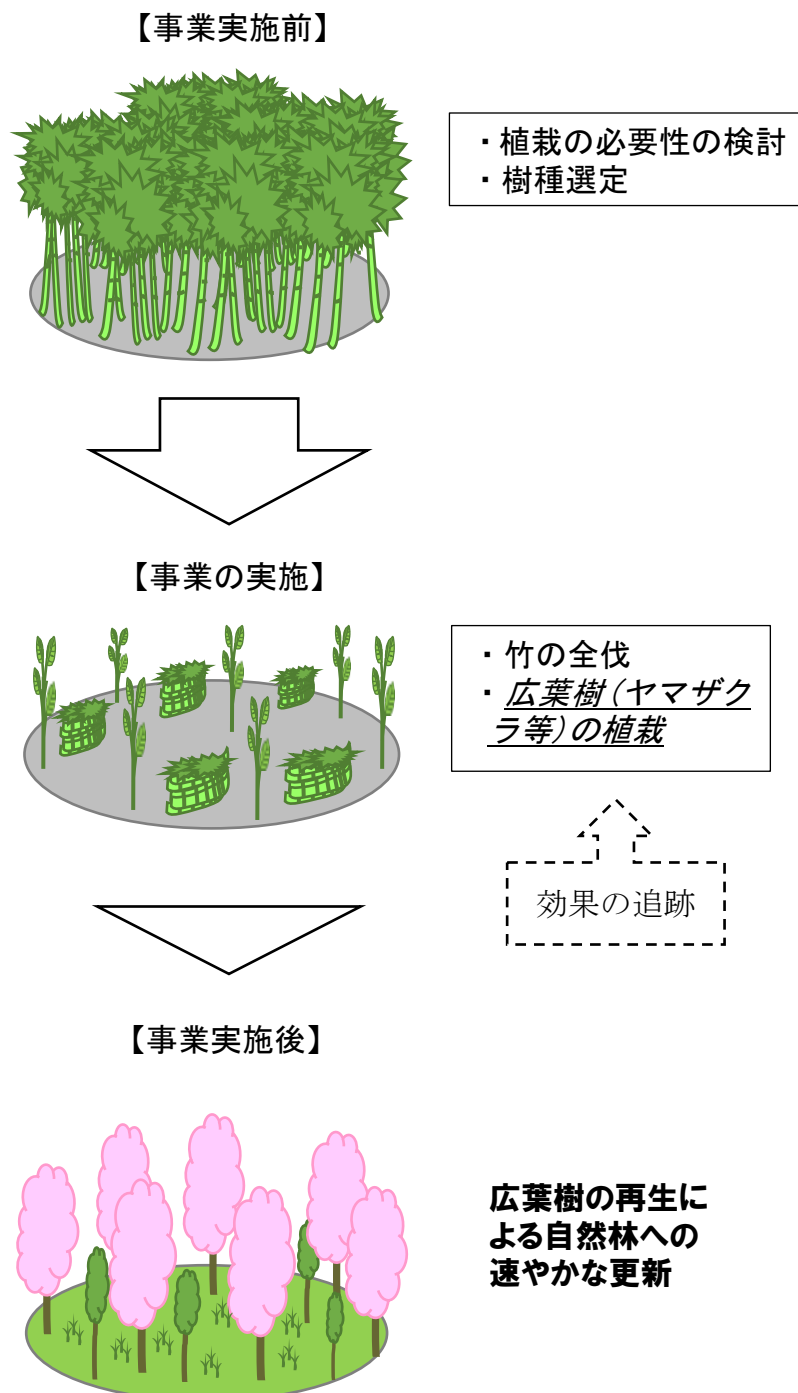 【事業実施前】
・植栽の必要性の検討
・樹種選定
【事業の実施】
・竹の全伐
・広葉樹(ヤマザク
ラ等)の植栽
効果の追跡
【事業実施後】
広葉樹の再生に
よる自然林への
速やかな更新